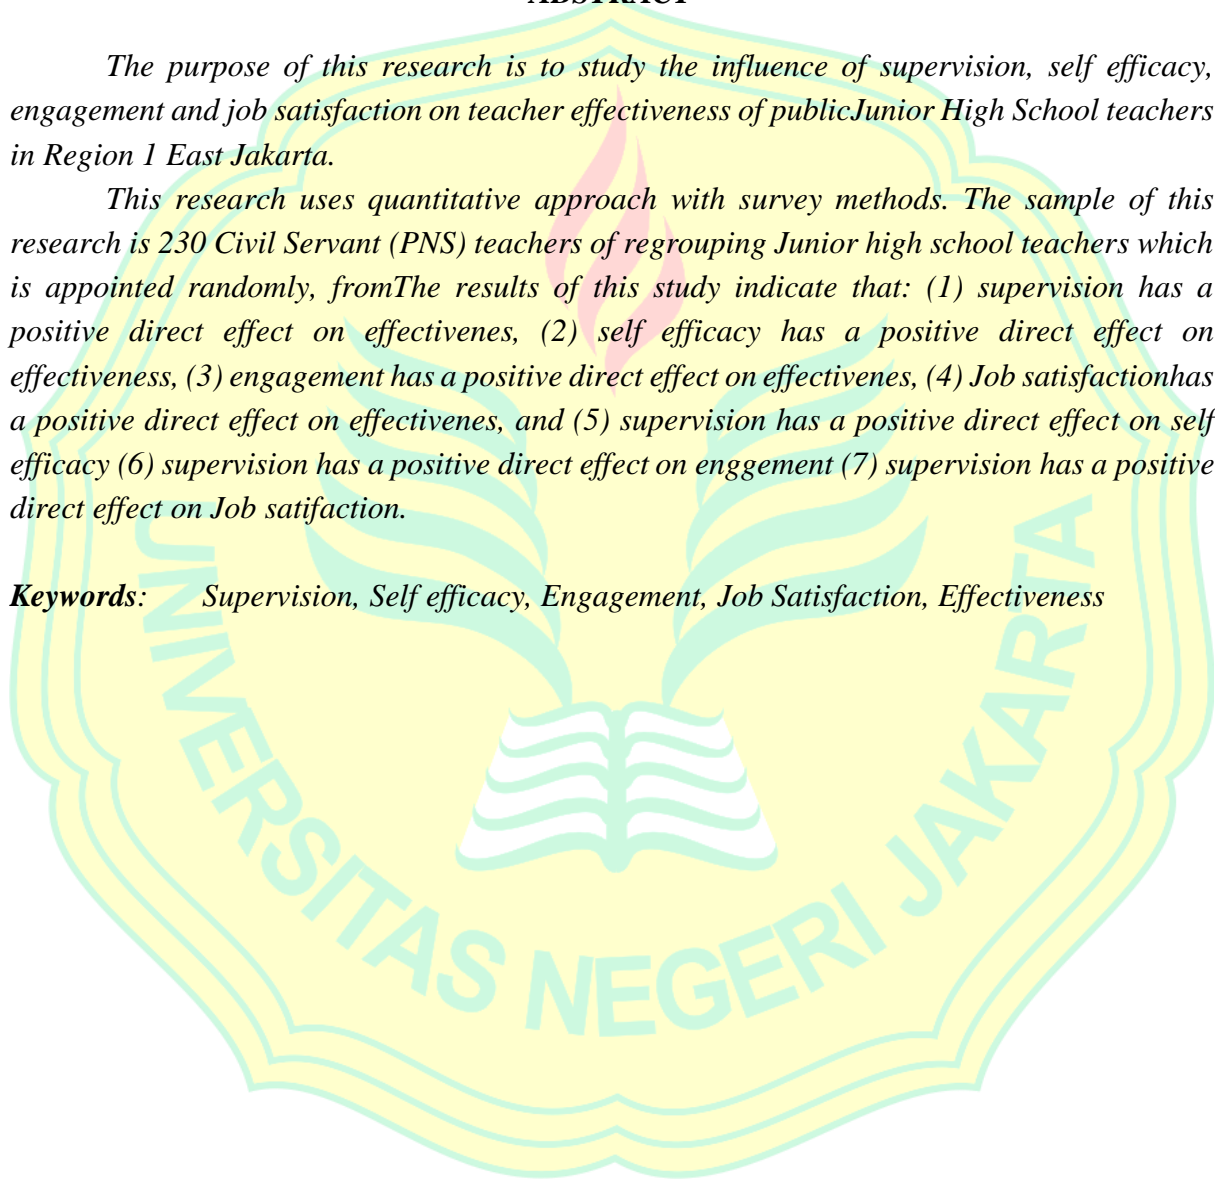 ABSTRACT
The purpose of this research is to study the influence of supervision, self efficacy,
engagement and job satisfaction on teacher effectiveness of publicJunior High School teachers
in Region 1 East Jakarta.
This research uses quantitative approach with survey methods. The sample of this
research is 230 Civil Servant (PNS) teachers of regrouping Junior high school teachers which
is appointed randomly, fromThe results of this study indicate that: (1) supervision has a
positive direct effect on effectivenes, (2) self efficacy has a positive direct effect on
effectiveness, (3) engagement has a positive direct effect on effectivenes, (4) Job satisfactionhas
a positive direct effect on effectivenes, and (5) supervision has a positive direct effect on self
efficacy (6) supervision has a positive direct effect on enggement (7) supervision has a positive
direct effect on Job satifaction.
Keywords: Supervision, Self efficacy, Engagement, Job Satisfaction, Effectiveness
UNIVERSITAS NEGERI JAKARTA